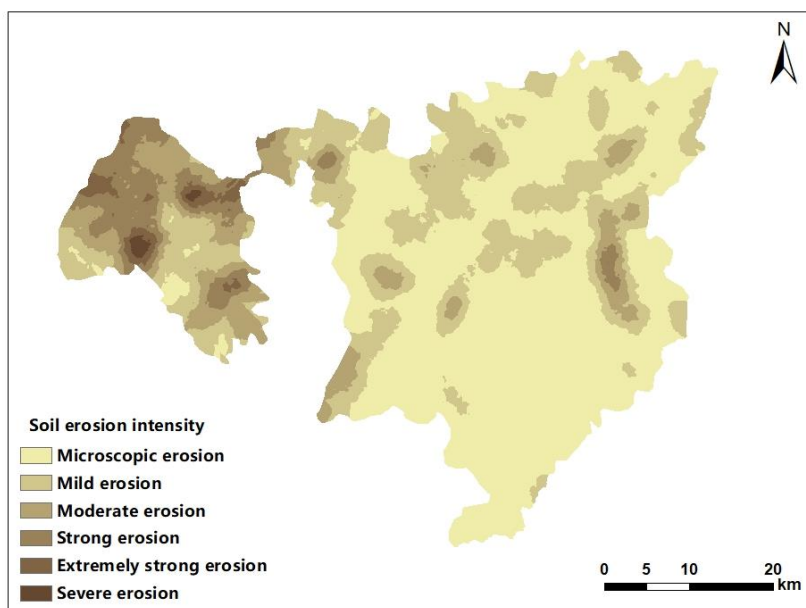 N
Soil erosion intensity
Microscopic erosion
Mild erosion
Moderate erosion
Strong erosion
Extremely strong erosion
Severe erosion
0 5 10 20
km